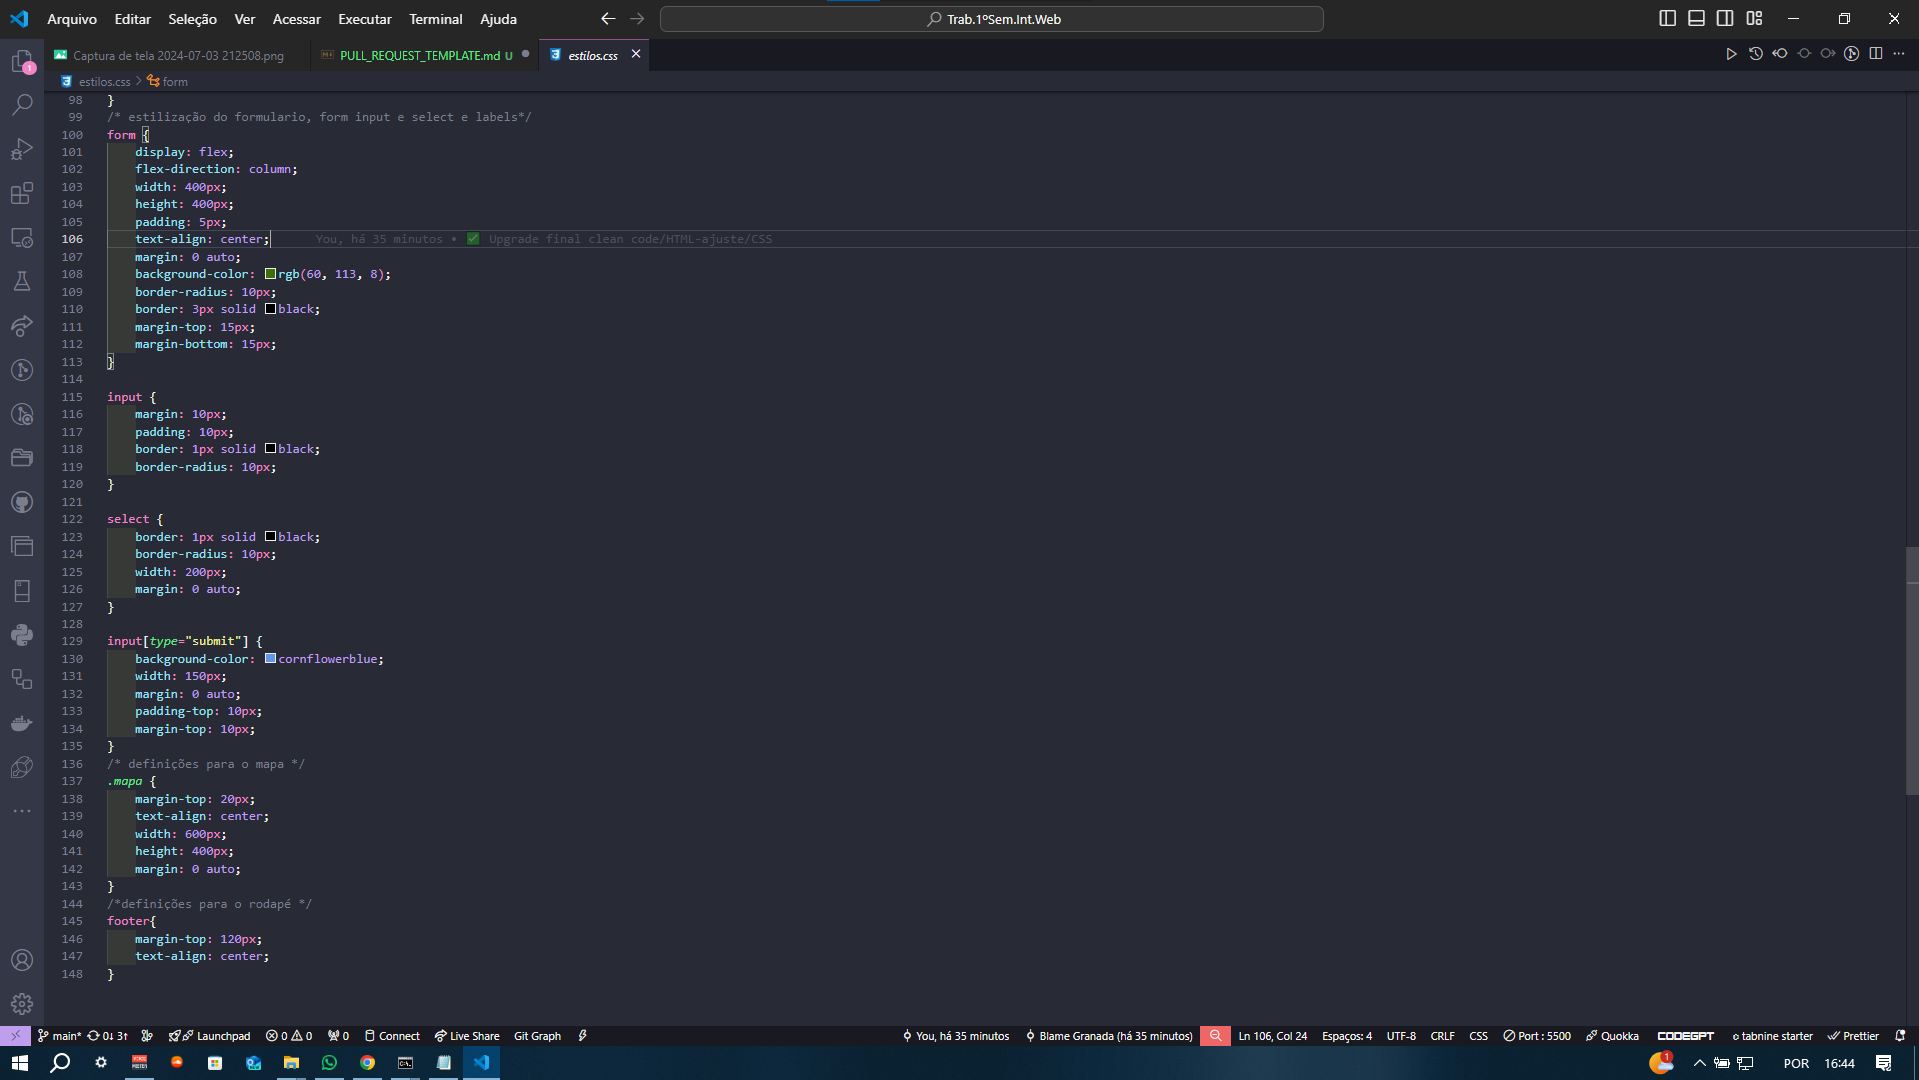 Arquivo Editar Seleção Ver Acessar Executar Terminal Ajuda
Trab.1ºSem.Int.Web
Captura de tela 2024-07-03 212508.png
PULL_REQUEST_TEMPLATE.md U
estilos.css
1
estilos.css > form
98 }
99 /* estilização do formulario, form input e select e labels*/
100 form {
101 display: flex;
102 flex-direction: column;
103 width: 400px;
104 height: 400px;
105 padding: 5px;
106 text-align: center; You, há 35 minutos • ✅ Upgrade final clean code/HTML-ajuste/CSS
107 margin: 0 auto;
108 background-color: rgb(60, 113, 8);
109 border-radius: 10px;
110 border: 3px solid black;
111 margin-top: 15px;
112 margin-bottom: 15px;
113 }
114
115 input {
116 margin: 10px;
117 padding: 10px;
118 border: 1px solid black;
119 border-radius: 10px;
120 }
121
122 select {
123 border: 1px solid black;
124 border-radius: 10px;
125 width: 200px;
126 margin: 0 auto;
127 }
128
129 input[type="submit"] {
130 background-color: cornflowerblue;
131 width: 150px;
132 margin: 0 auto;
133 padding-top: 10px;
134 margin-top: 10px;
135 }
136 /* definições para o mapa */
137 .mapa {
138 margin-top: 20px;
139 text-align: center;
140 width: 600px;
141 height: 400px;
142 margin: 0 auto;
143 }
144 /*definições para o rodapé */
145 footer{
146 margin-top: 120px;
147 text-align: center;
148 }
main* 0↓ 3↑ Launchpad 0 0 0 Connect Live Share Git Graph You, há 35 minutos Blame Granada (há 35 minutos) Ln 106, Col 24 Espaços: 4 UTF-8 CRLF CSS Port : 5500 Quokka CODEGPT tabnine starter Prettier
1 POR 16:44